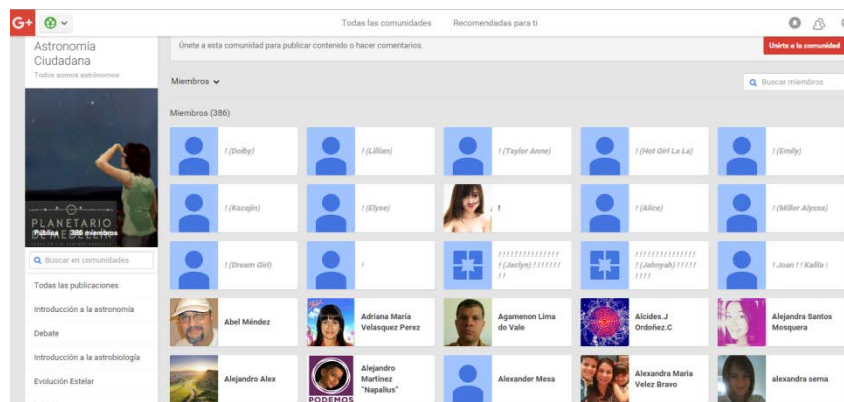 G+
Todas las comunidades
Recomendadas para ti
Astronomía
Ciudadana
Todos somos astrónomos
PLANETARIO
DE MEDELLÍN
Pública 386 miembros
Buscar en comunidades
Todas las publicaciones
Introducción a la astronomía
Debate
Introducción a la astrobiología
Evolución Estelar
Únete a esta comunidad para publicar contenido o hacer comentarios.
Unirte a la comunidad
Miembros
Buscar miembros
Miembros (386)
! (Dolby)
! (Lillian)
! (Taylor Anne)
! (Hot Girl La La)
! (Emily)
! (Kazejin)
! (Elyse)
!
! (Alice)
! (Miller Alyssa)
! (Dream Girl)
!
!!!!!!!!!!!!!!!
! (Jaclyn) !!!!!!!
!!
!!!!!!!!!!!!!!!
! (Jahnyah) !!!!!
!!!!
! Joan ! ! Kalila !
Abel Méndez
Adriana María
Velasquez Perez
Agamenon Lima
do Vale
Alcides.J
Ordoñez.C
Alejandra Santos
Mosquera
Alejandro Alex
PODEMOS
Alejandro
Martinez
"Napalius"
Alexander Mesa
Alexandra Maria
Velez Bravo
alexandra serna